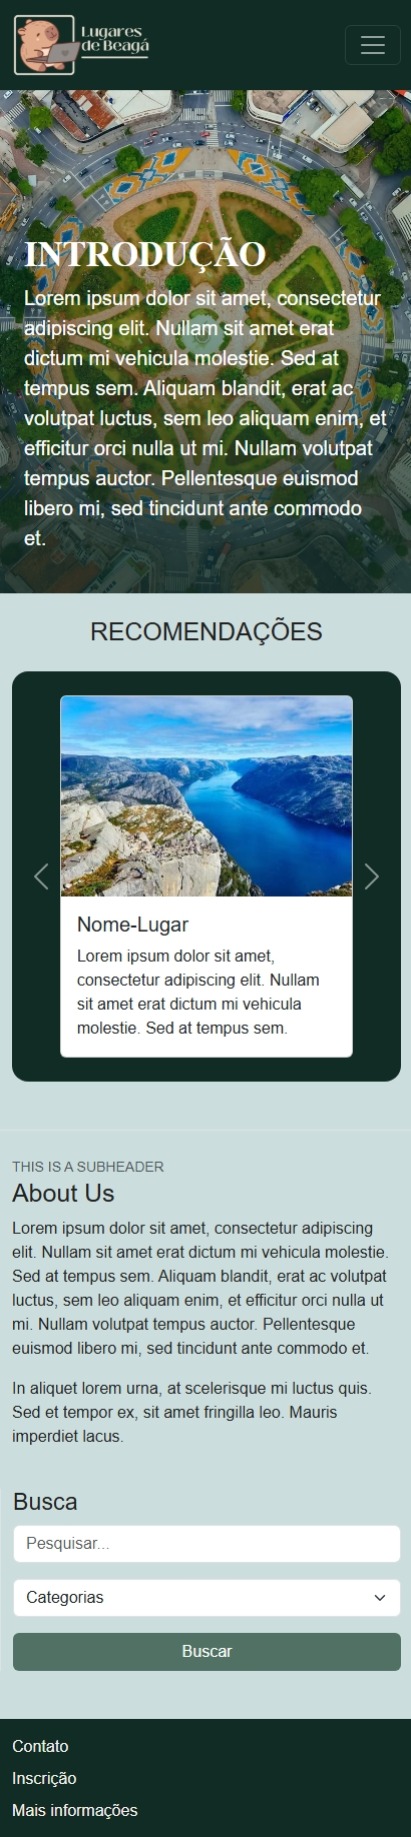 Lugares
de Beagá
INTRODUÇÃO
Lorem ipsum dolor sit amet, consectetur
adipiscing elit. Nullam sit amet erat
dictum mi vehicula molestie. Sed at
tempus sem. Aliquam blandit, erat ac
volutpat luctus, sem leo aliquam enim, et
efficitur orci nulla ut mi. Nullam volutpat
tempus auctor. Pellentesque euismod
libero mi, sed tincidunt ante commodo
et.
RECOMENDAÇÕES
Nome-Lugar
Lorem ipsum dolor sit amet,
consectetur adipiscing elit. Nullam
sit amet erat dictum mi vehicula
molestie. Sed at tempus sem.
THIS IS A SUBHEADER
About Us
Lorem ipsum dolor sit amet, consectetur adipiscing
elit. Nullam sit amet erat dictum mi vehicula molestie.
Sed at tempus sem. Aliquam blandit, erat ac volutpat
luctus, sem leo aliquam enim, et efficitur orci nulla ut
mi. Nullam volutpat tempus auctor. Pellentesque
euismod libero mi, sed tincidunt ante commodo et.
In aliquet lorem urna, at scelerisque mi luctus quis.
Sed et tempor ex, sit amet fringilla leo. Mauris
imperdiet lacus.
Busca
Pesquisar...
Categorias
Buscar
Contato
Inscrição
Mais informações